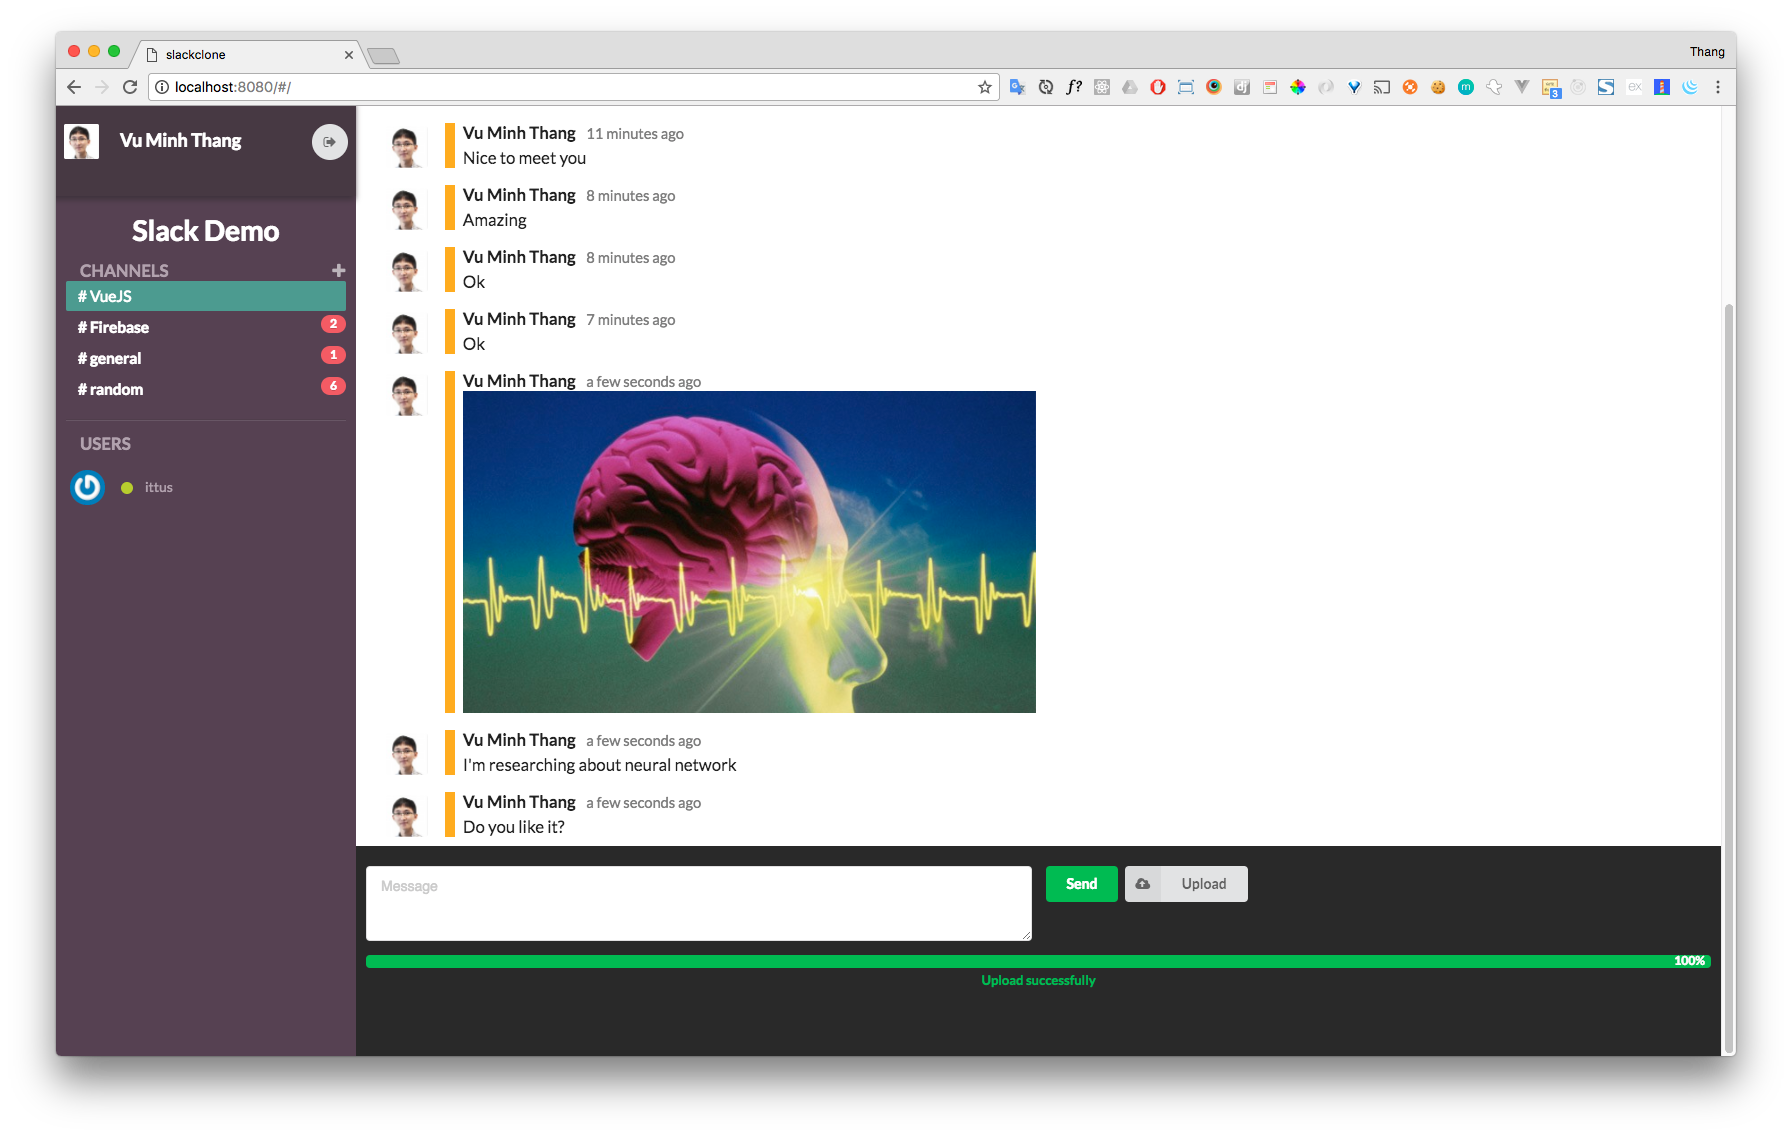 slackclone
Thang
localhost:8080/#/
Vu Minh Thang
Slack Demo
CHANNELS
# VueJS
# Firebase 2
# general 1
# random 6
USERS
ittus
Vu Minh Thang 11 minutes ago
Nice to meet you
Vu Minh Thang 8 minutes ago
Amazing
Vu Minh Thang 8 minutes ago
Ok
Vu Minh Thang 7 minutes ago
Ok
Vu Minh Thang a few seconds ago
Vu Minh Thang a few seconds ago
I'm researching about neural network
Vu Minh Thang a few seconds ago
Do you like it?
Message
Send
Upload
100%
Upload successfully